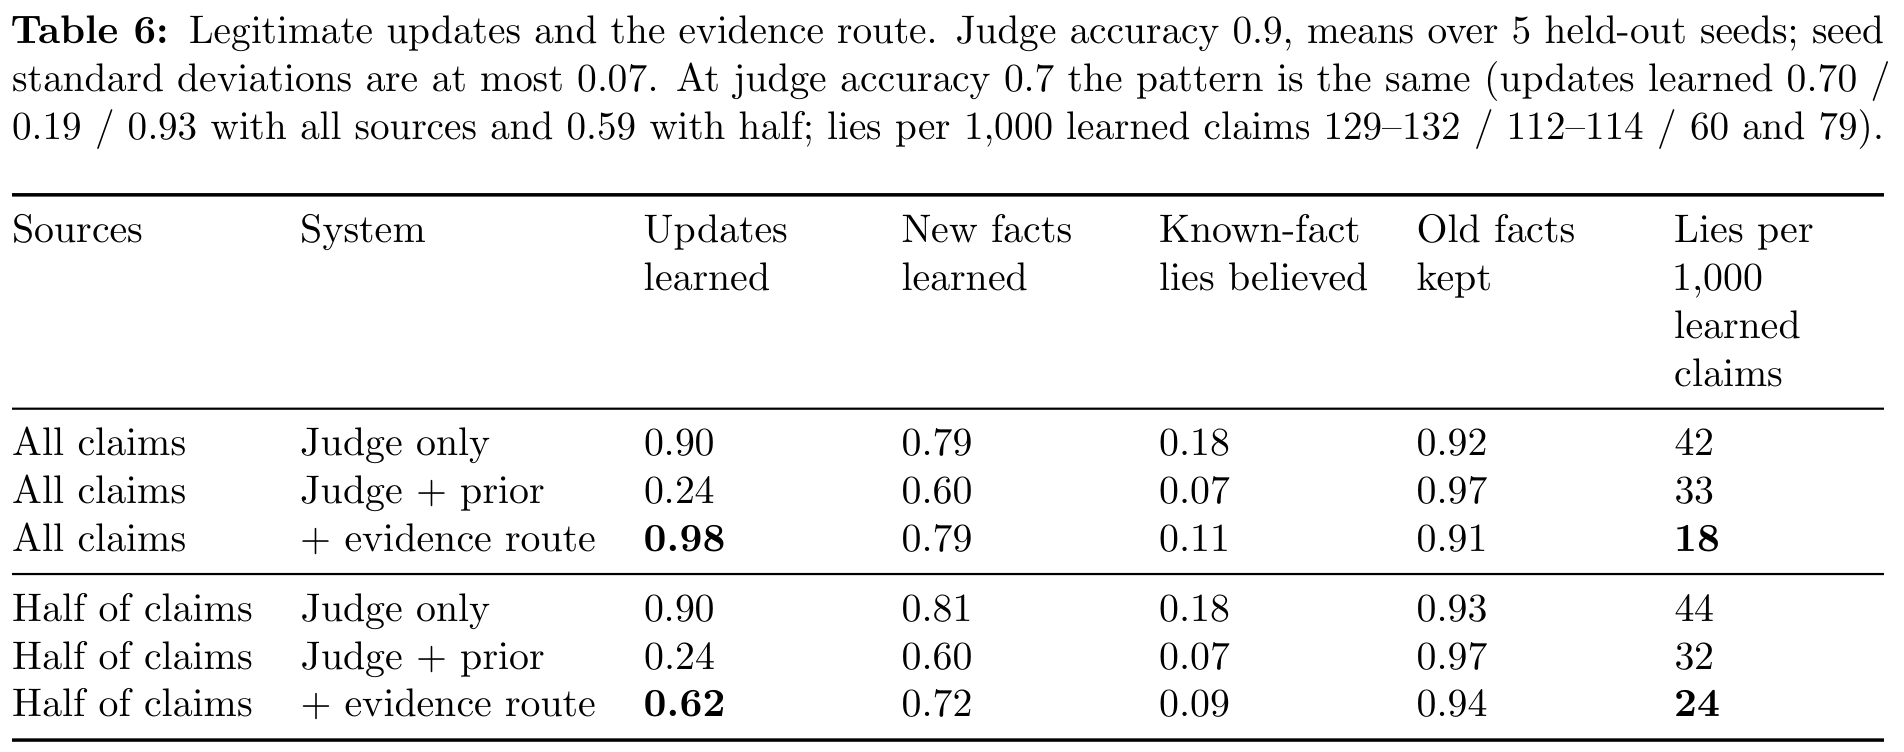 Table 6: Legitimate updates and the evidence route. Judge accuracy 0.9, means over 5 held-out seeds; seed
standard deviations are at most 0.07. At judge accuracy 0.7 the pattern is the same (updates learned 0.70 /
0.19 / 0.93 with all sources and 0.59 with half; lies per 1,000 learned claims 129–132 / 112–114 / 60 and 79).
Sources System Updates learned New facts learned Known-fact lies believed Old facts kept Lies per 1,000 learned claims
All claims Judge only 0.90 0.79 0.18 0.92 42
All claims Judge + prior 0.24 0.60 0.07 0.97 33
All claims + evidence route 0.98 0.79 0.11 0.91 18
Half of claims Judge only 0.90 0.81 0.18 0.93 44
Half of claims Judge + prior 0.24 0.60 0.07 0.97 32
Half of claims + evidence route 0.62 0.72 0.09 0.94 24